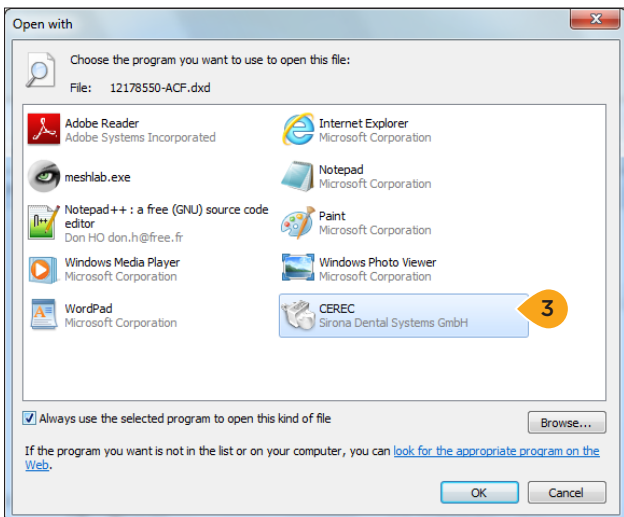 Open with
Choose the program you want to use to open this file:
File: 12178550-ACF.dxd
Adobe Reader
Adobe Systems Incorporated
Internet Explorer
Microsoft Corporation
meshlab.exe
Notepad
Microsoft Corporation
Notepad++ : a free (GNU) source code
editor
Don HO don.h@free.fr
Paint
Microsoft Corporation
Windows Media Player
Microsoft Corporation
Windows Photo Viewer
Microsoft Corporation
WordPad
Microsoft Corporation
CEREC
Sirona Dental Systems GmbH
3
Always use the selected program to open this kind of file
Browse...
If the program you want is not in the list or on your computer, you can look for the appropriate program on the
Web.
OK
Cancel